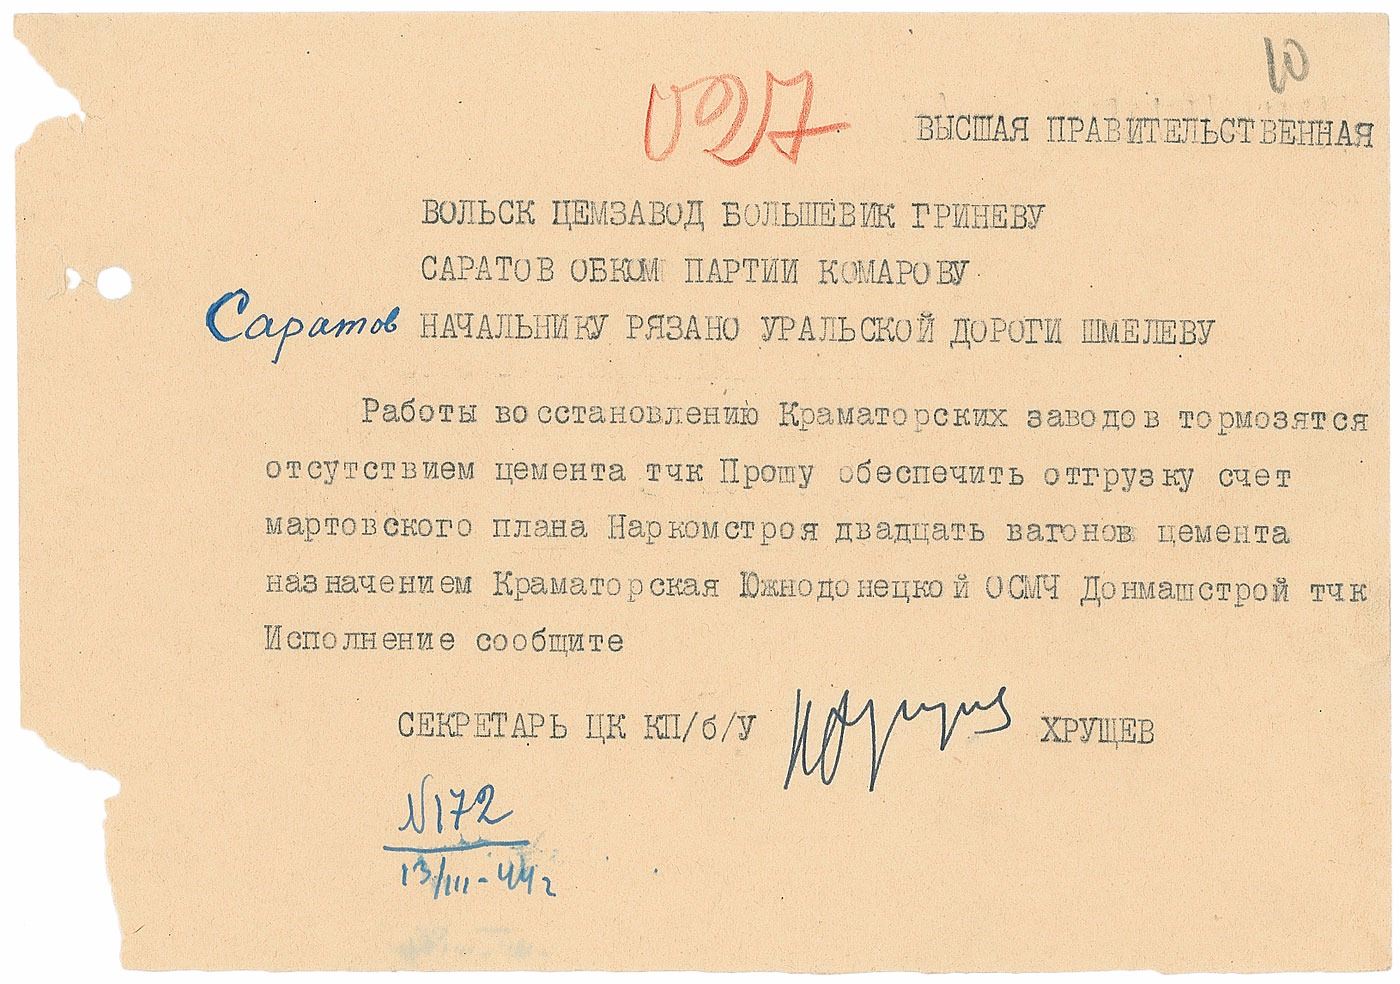 10
027
ВЫСШАЯ ПРАВИТЕЛЬСТВЕННАЯ
ВОЛЬСК ЦЕМЗАВОД БОЛЬШЕВИК ГРИНЕВУ
САРАТОВ ОБКОМ ПАРТИИ КОМАРОВУ
Саратов НАЧАЛЬНИКУ РЯЗАНО УРАЛЬСКОЙ ДОРОГИ ШМЕЛЕВУ
Работы восстановлению Краматорских заводов тормозятся
отсутствием цемента тчк Прошу обеспечить отгрузку счет
мартовского плана Наркомстроя двадцать вагонов цемента
назначением Краматорская Южнодонецкой ОСМЧ Донмашстрой тчк
Исполнение сообщите
СЕКРЕТАРЬ ЦК КП/б/У ХРУЩЕВ
N172
13/III-44г